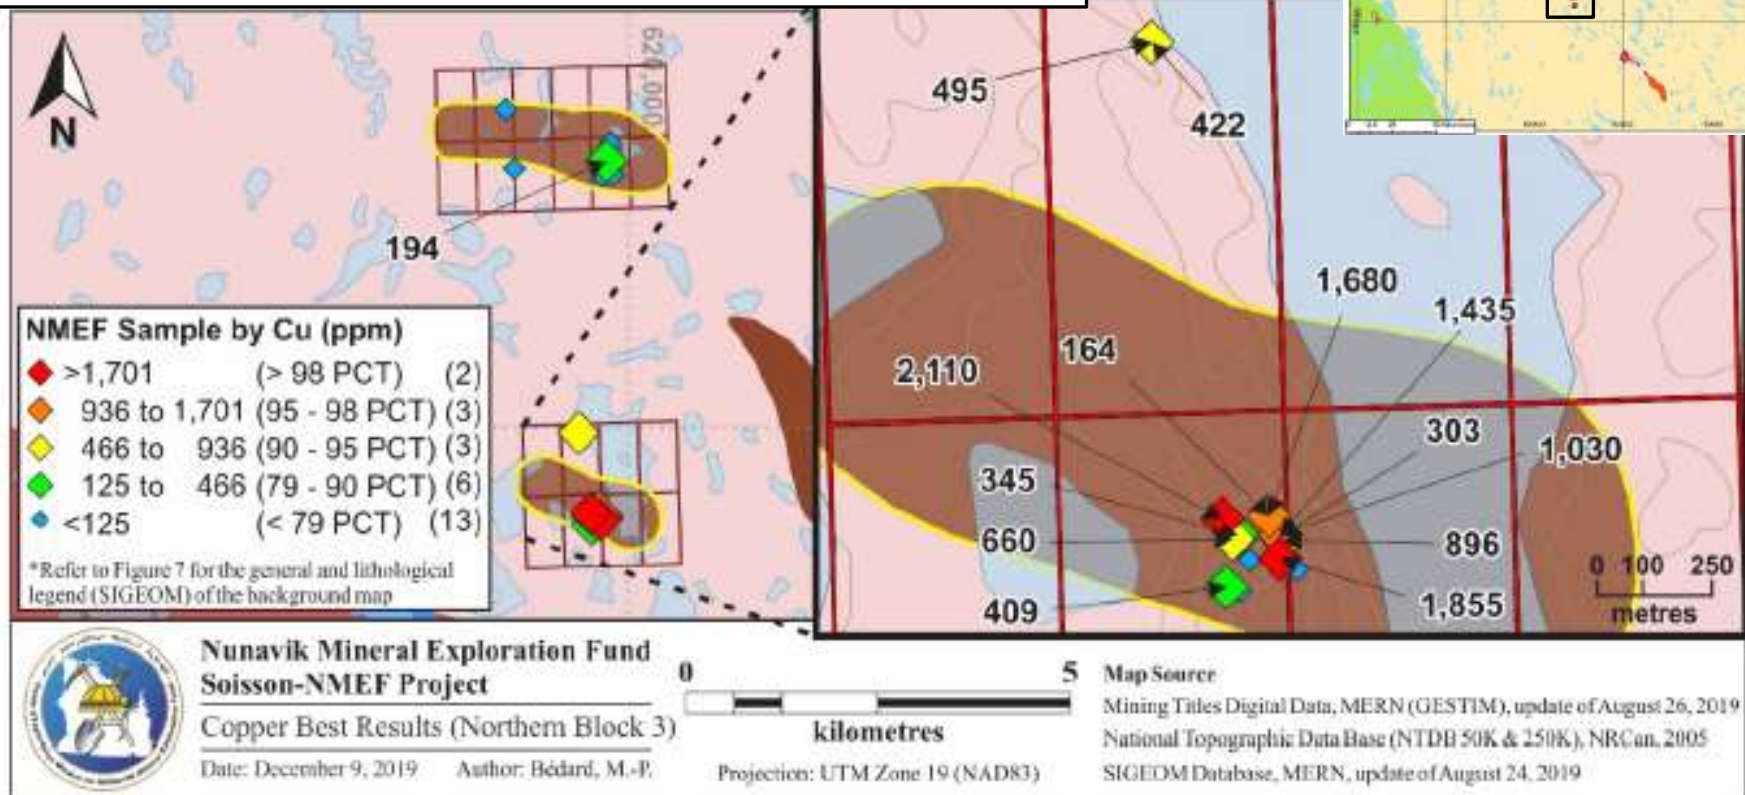 N
620,000
194
NMEF Sample by Cu (ppm)
>1,701 (> 98 PCT) (2)
936 to 1,701 (95 - 98 PCT) (3)
466 to 936 (90 - 95 PCT) (3)
125 to 466 (79 - 90 PCT) (6)
<125 (< 79 PCT) (13)
*Refer to Figure 7 for the general and lithological
legend (SIGEOM) of the background map
495
422
1,680
1,435
164
2,110
303
1,030
345
660
896
409
1,855
0 100 250
metres
Nunavik Mineral Exploration Fund
Soisson-NMEF Project
Copper Best Results (Northern Block 3)
Date: December 9, 2019 Author: Bédard, M.-P.
0 5
kilometres
Projection: UTM Zone 19 (NAD83)
Map Source
Mining Titles Digital Data, MERN (GESTIM), update of August 26, 2019
National Topographic Data Base (NTDB 50K & 250K), NRCan, 2005
SIGEOM Database, MERN, update of August 24, 2019